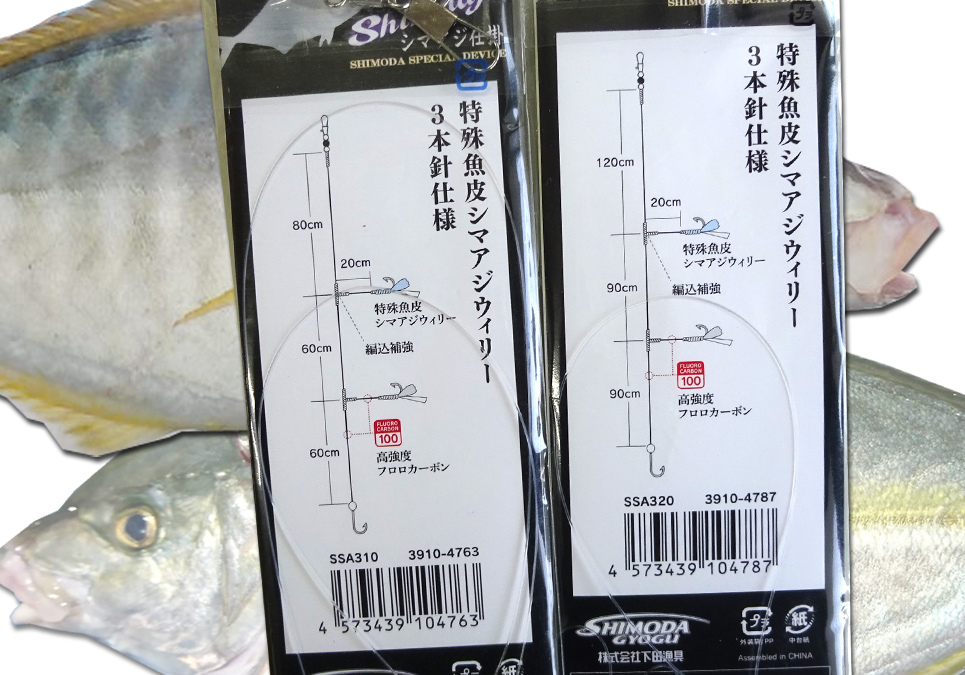 シマアジ仕掛
SHIMODA SPECIAL DEVICE
特殊魚皮シマアジウィリー
3本針仕様
80cm
20cm
特殊魚皮
シマアジウィリー
編込補強
60cm
FLUORO
CARBON
100
高強度
フロロカーボン
60cm
SSA310 3910-4763
4 573439 104763
SHIMODA SPECIAL DEVICE
特殊魚皮シマアジウィリー
3本針仕様
120cm
20cm
特殊魚皮
シマアジウィリー
編込補強
90cm
FLUORO
CARBON
100
高強度
フロロカーボン
90cm
SSA320 3910-4787
4 573439 104787
SHIMODA
GYOGU
株式会社下田漁具
プラ
外装袋:PP
紙
中台紙
Assembled in CHINA